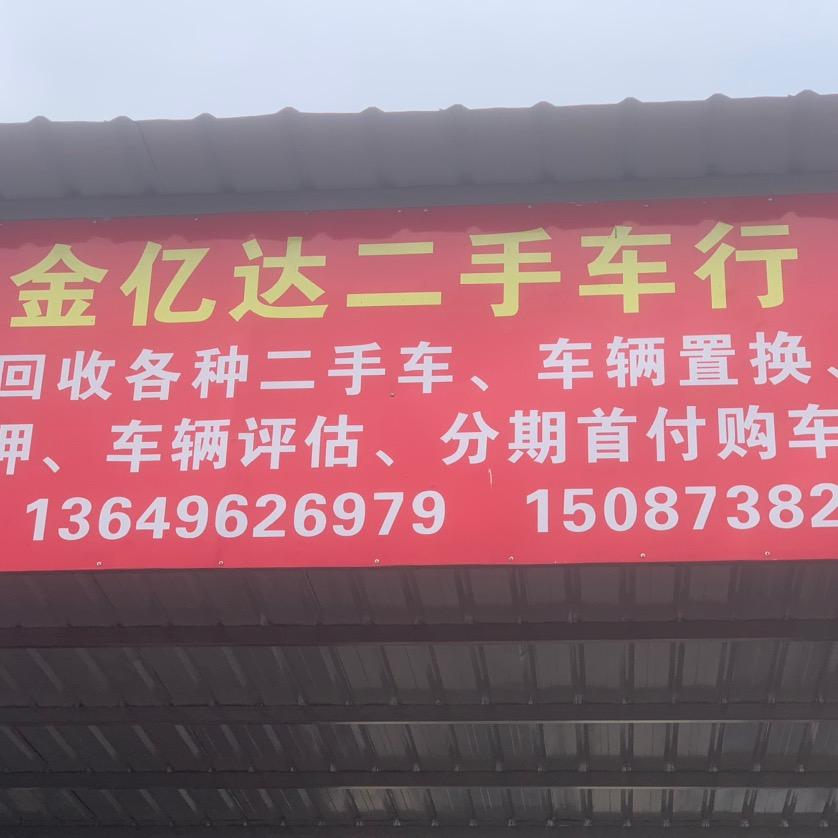 金亿达二手车行
回收各种二手车、车辆置换、
押、车辆评估、分期首付购车
13649626979 15087382